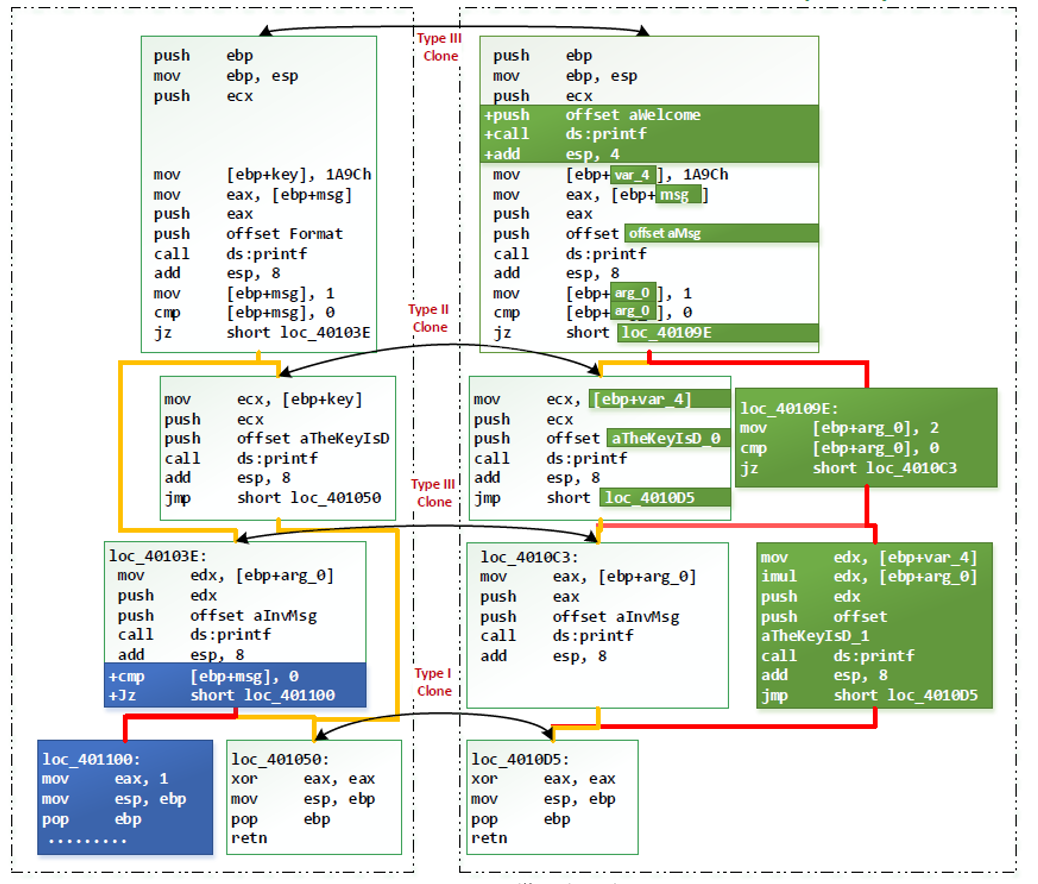 Type III
Clone
push ebp
mov ebp, esp
push ecx
mov [ebp+key], 1A9Ch
mov eax, [ebp+msg]
push eax
push offset Format
call ds:printf
add esp, 8
mov [ebp+msg], 1
cmp [ebp+msg], 0
jz short loc_40103E
push ebp
mov ebp, esp
push ecx
+push offset aWelcome
+call ds:printf
+add esp, 4
mov [ebp+var_4], 1A9Ch
mov eax, [ebp+msg]
push eax
push offset offset aMsg
call ds:printf
add esp, 8
mov [ebp+arg_0], 1
cmp [ebp+arg_0], 0
jz short loc_40109E
Type II
Clone
mov ecx, [ebp+key]
push ecx
push offset aTheKeyIsD
call ds:printf
add esp, 8
jmp short loc_401050
mov ecx, [ebp+var_4]
push ecx
push offset aTheKeyIsD_0
call ds:printf
add esp, 8
jmp short loc_4010D5
loc_40109E:
mov [ebp+arg_0], 2
cmp [ebp+arg_0], 0
jz short loc_4010C3
Type III
Clone
loc_40103E:
mov edx, [ebp+arg_0]
push edx
push offset aInvMsg
call ds:printf
add esp, 8
+cmp [ebp+msg], 0
+Jz short loc_401100
loc_4010C3:
mov eax, [ebp+arg_0]
push eax
push offset aInvMsg
call ds:printf
add esp, 8
mov edx, [ebp+var_4]
imul edx, [ebp+arg_0]
push edx
push offset
aTheKeyIsD_1
call ds:printf
add esp, 8
jmp short loc_4010D5
Type I
Clone
loc_401100:
mov eax, 1
mov esp, ebp
pop ebp
.........
loc_401050:
xor eax, eax
mov esp, ebp
pop ebp
retn
loc_4010D5:
xor eax, eax
mov esp, ebp
pop ebp
retn